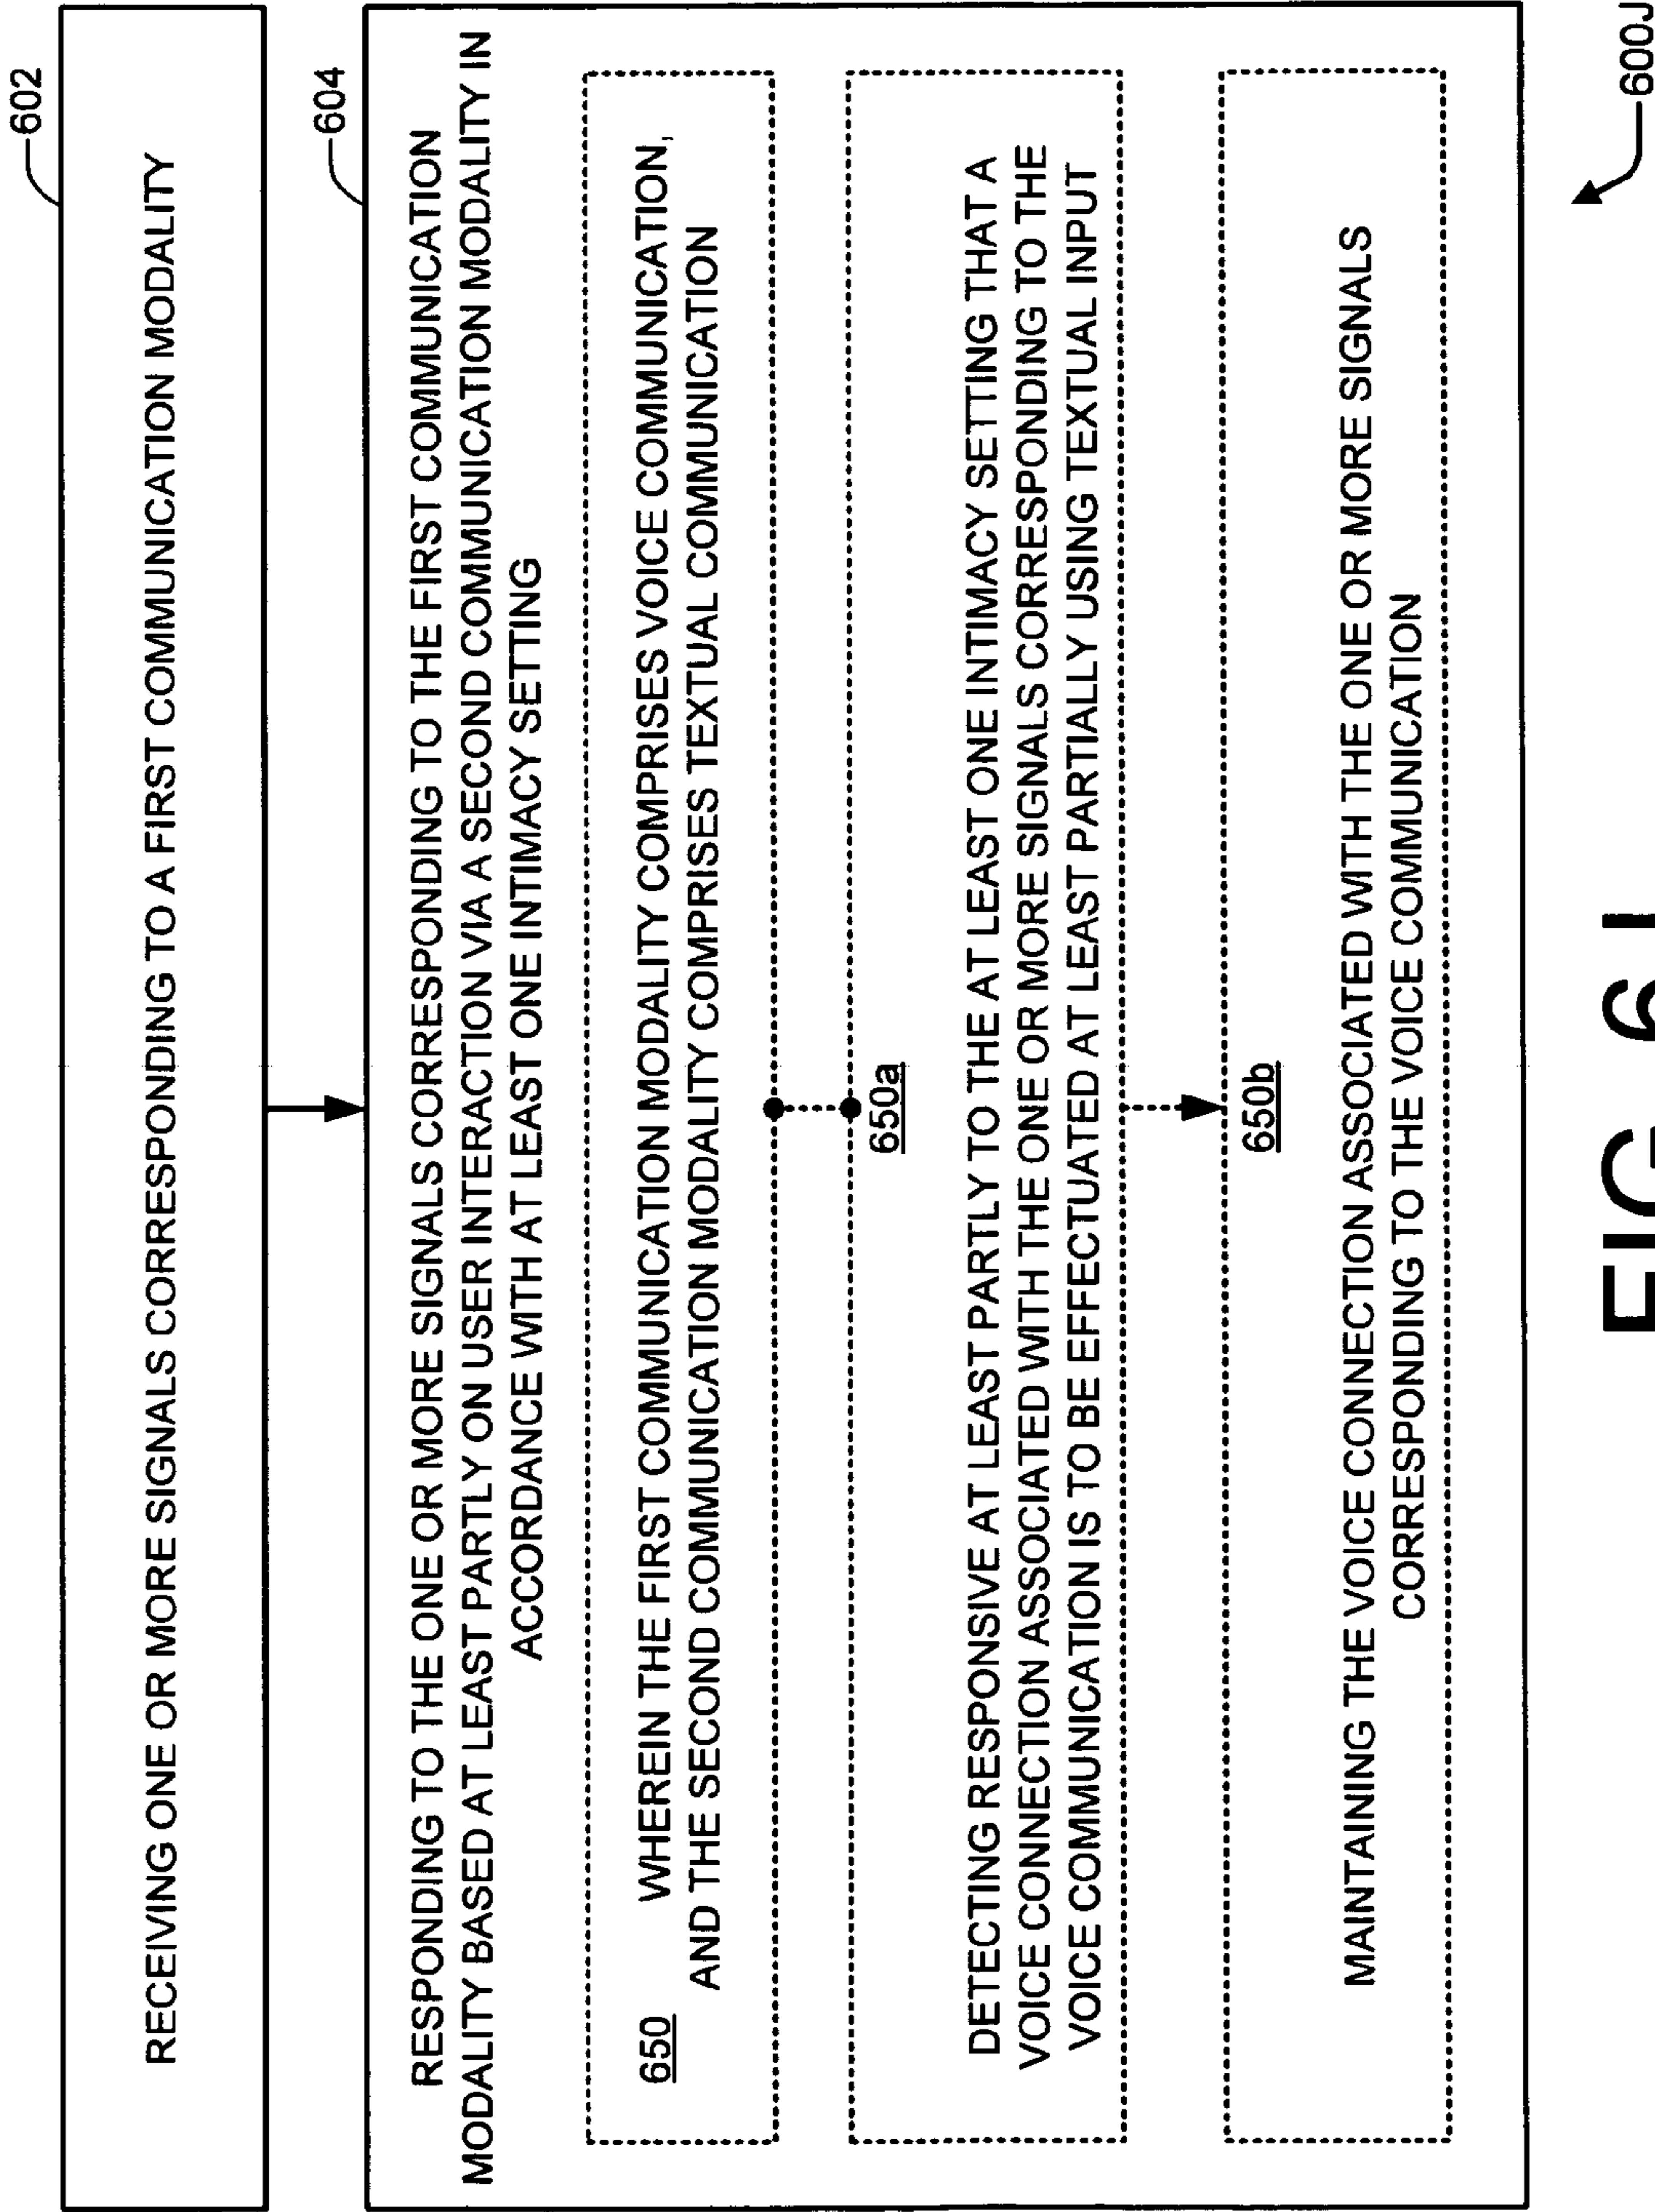 602
RECEIVING ONE OR MORE SIGNALS CORRESPONDING TO A FIRST COMMUNICATION MODALITY
604
RESPONDING TO THE ONE OR MORE SIGNALS CORRESPONDING TO THE FIRST COMMUNICATION
MODALITY BASED AT LEAST PARTLY ON USER INTERACTION VIA A SECOND COMMUNICATION MODALITY IN
ACCORDANCE WITH AT LEAST ONE INTIMACY SETTING
650 WHEREIN THE FIRST COMMUNICATION MODALITY COMPRISES VOICE COMMUNICATION,
AND THE SECOND COMMUNICATION MODALITY COMPRISES TEXTUAL COMMUNICATION
650a
DETECTING RESPONSIVE AT LEAST PARTLY TO THE AT LEAST ONE INTIMACY SETTING THAT A
VOICE CONNECTION ASSOCIATED WITH THE ONE OR MORE SIGNALS CORRESPONDING TO THE
VOICE COMMUNICATION IS TO BE EFFECTUATED AT LEAST PARTIALLY USING TEXTUAL INPUT
650b
MAINTAINING THE VOICE CONNECTION ASSOCIATED WITH THE ONE OR MORE SIGNALS
CORRESPONDING TO THE VOICE COMMUNICATION
600J